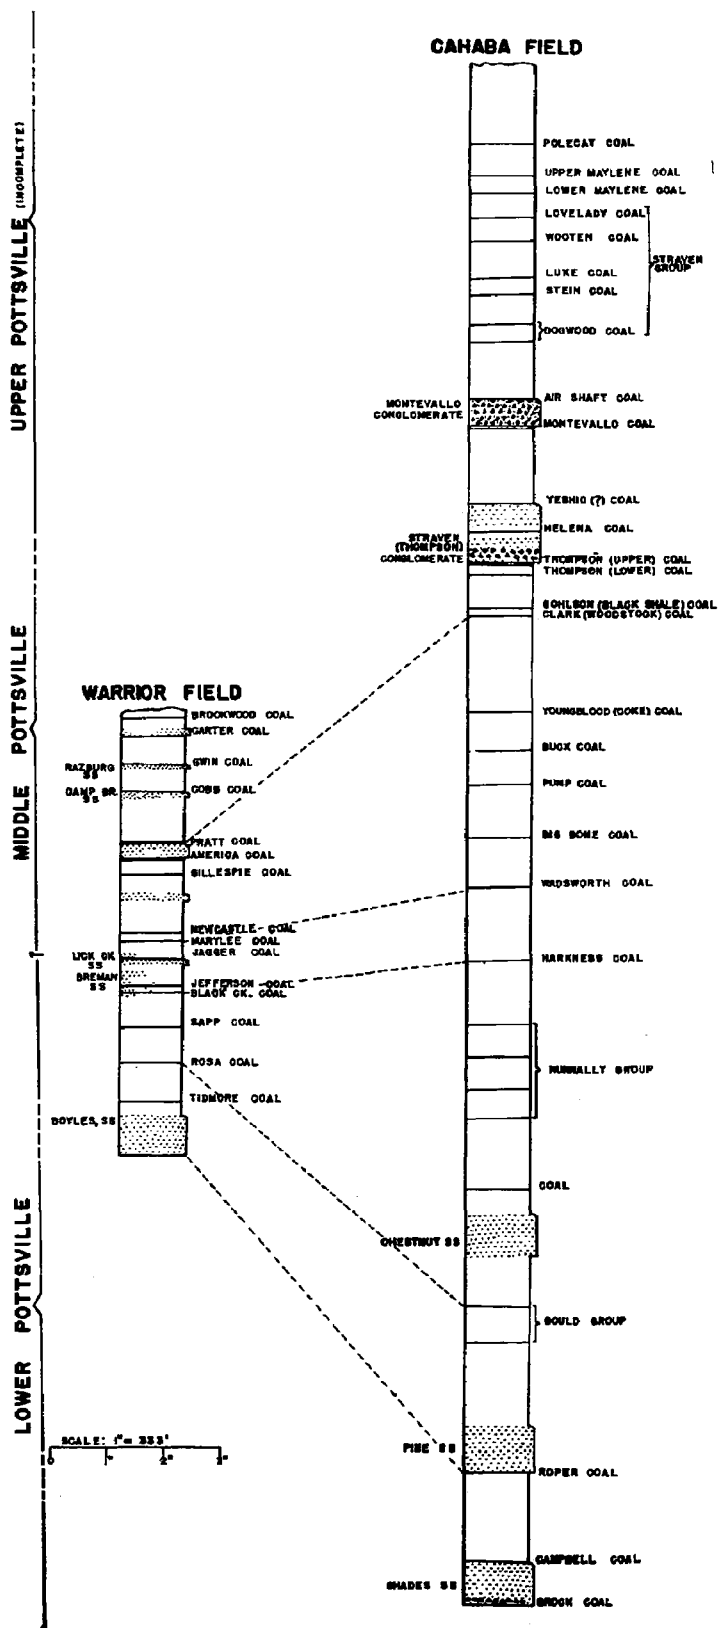 CAHABA FIELD
POLECAT COAL
UPPER MAYLENE COAL
LOWER MAYLENE COAL
LOVELADY COAL
WOOTEN COAL
STRAVEN
GROUP
LUKE COAL
STEIN COAL
DOGWOOD COAL
AIR SHAFT COAL
MONTEVALLO
CONGLOMERATE
MONTEVALLO COAL
YESHIC (?) COAL
HELENA COAL
STRAVEN
(THOMPSON)
CONGLOMERATE
THOMPSON (UPPER) COAL
THOMPSON (LOWER) COAL
GOHLSON (BLACK SHALE) COAL
CLARK (WOODSTOCK) COAL
YOUNGBLOOD (COKE) COAL
BUCK COAL
PUMP COAL
BIG BONE COAL
WADSWORTH COAL
HARKNESS COAL
NUNNALLY GROUP
COAL
CHESTNUT SS
GOULD GROUP
PINE SS
ROPER COAL
CAMPBELL COAL
SHADES SS
BROCK COAL
WARRIOR FIELD
BROOKWOOD COAL
CARTER COAL
RAZBURG
SS
GWIN COAL
CAMP BR.
SS
COBB COAL
PRATT COAL
AMERICA COAL
GILLESPIE COAL
NEWCASTLE COAL
MARYLEE COAL
JAGGER COAL
LICK CK
SS
BREMAN
SS
JEFFERSON COAL
BLACK CK. COAL
SAPP COAL
ROSA COAL
TIDMORE COAL
BOYLES, SS
UPPER POTTSVILLE (INCOMPLETE)
MIDDLE POTTSVILLE
LOWER POTTSVILLE
SCALE: 1"= 333'
0 1" 2" 3"